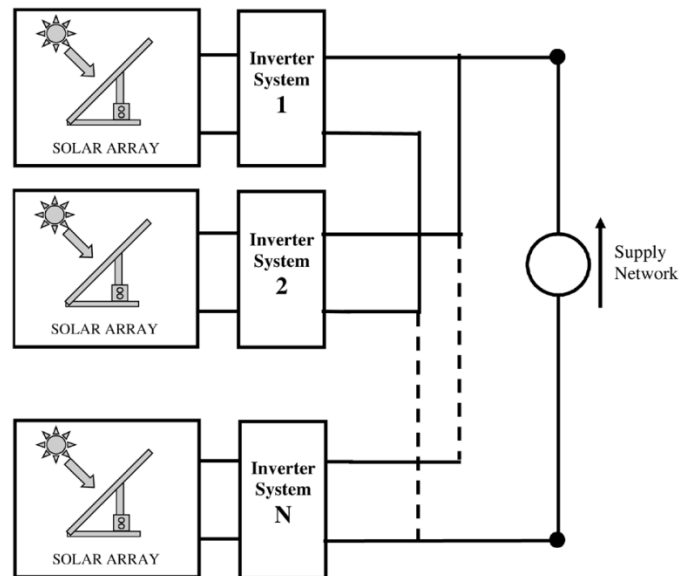 SOLAR ARRAY
Inverter
System
1
SOLAR ARRAY
Inverter
System
2
Supply
Network
SOLAR ARRAY
Inverter
System
N